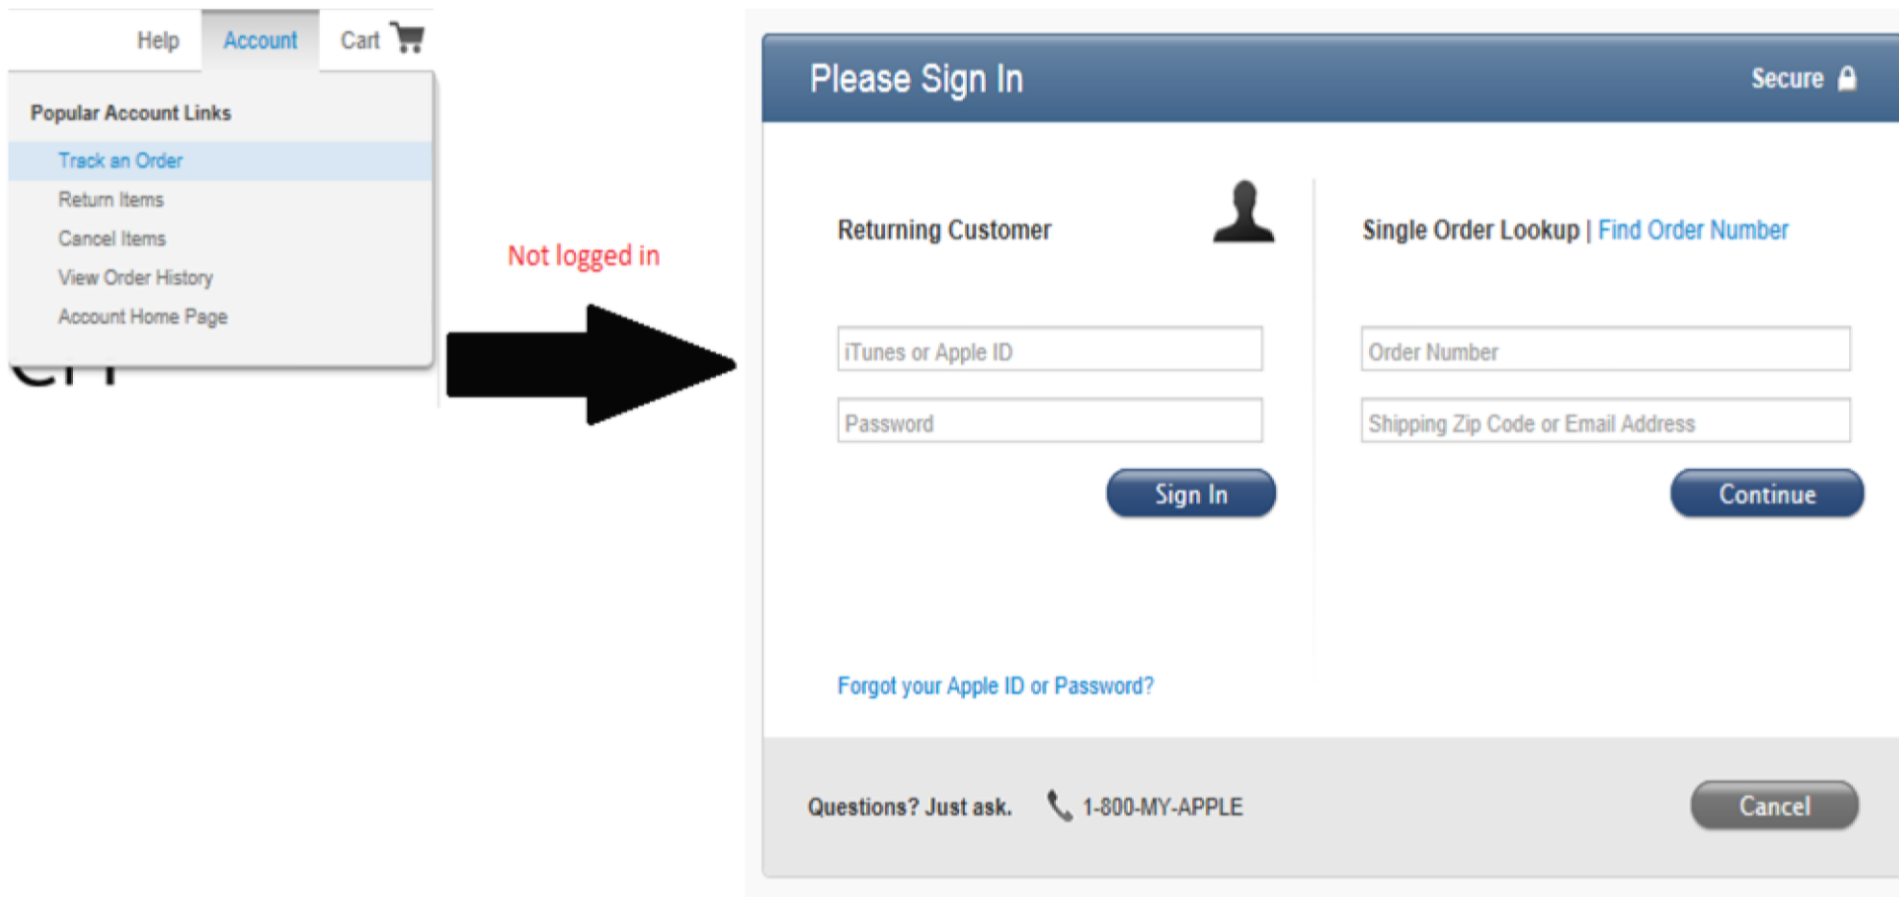 Help Account Cart
Popular Account Links
Track an Order
Return Items
Cancel Items
View Order History
Account Home Page
Not logged in
Please Sign In Secure
Returning Customer
iTunes or Apple ID
Password
Sign In
Forgot your Apple ID or Password?
Single Order Lookup | Find Order Number
Order Number
Shipping Zip Code or Email Address
Continue
Questions? Just ask. 1-800-MY-APPLE
Cancel